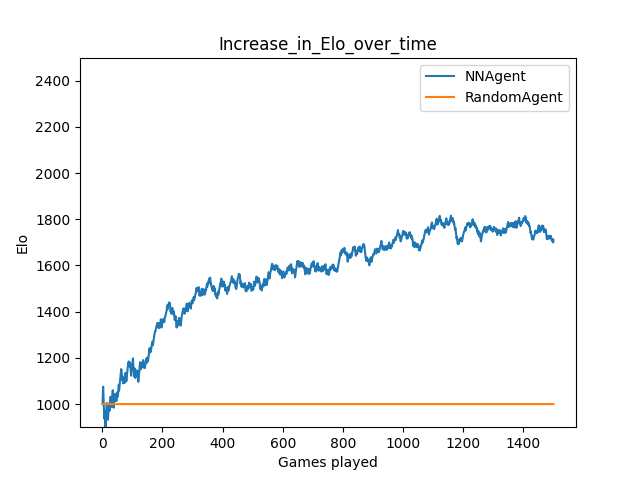 Increase_in_Elo_over_time
NNAgent
RandomAgent
2400
2200
2000
1800
1600
1400
1200
1000
Elo
0 200 400 600 800 1000 1200 1400
Games played